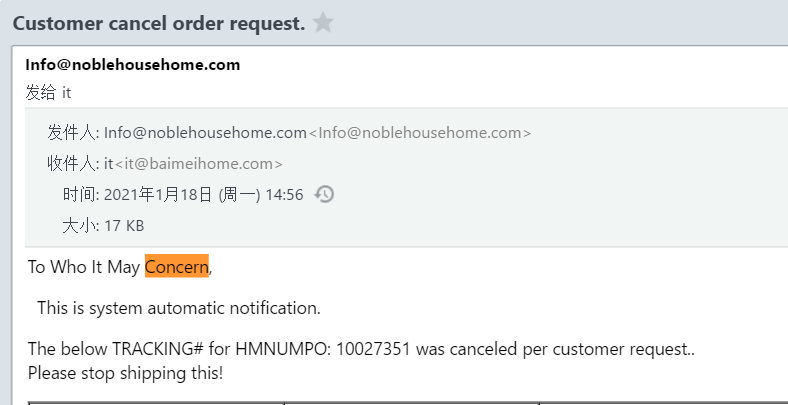 Customer cancel order request.
Info@noblehousehome.com
发给 it
发件人: Info@noblehousehome.com<Info@noblehousehome.com>
收件人: it<it@baimeihome.com>
时间: 2021年1月18日 (周一) 14:56
大小: 17 KB
To Who It May Concern,
This is system automatic notification.
The below TRACKING# for HMNUMPO: 10027351 was canceled per customer request..
Please stop shipping this!